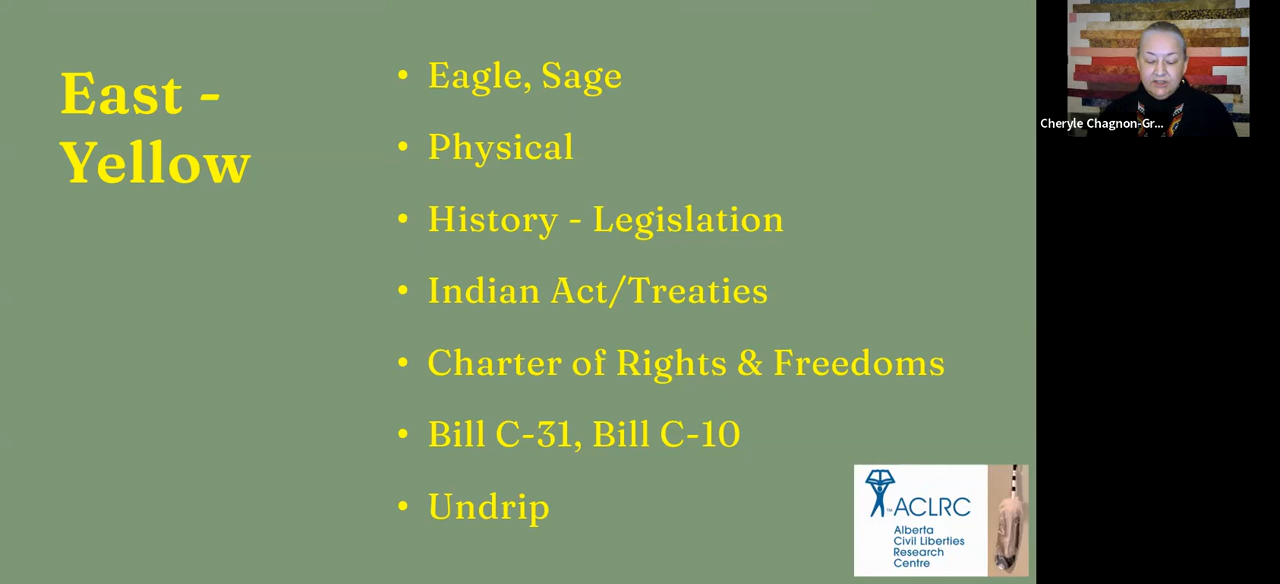 East -
Yellow
• Eagle, Sage
• Physical
• History - Legislation
• Indian Act/Treaties
• Charter of Rights & Freedoms
• Bill C-31, Bill C-10
• Undrip
™ACLRC
Alberta
Civil Liberties
Research
Centre
Cheryle Chagnon-Gr...